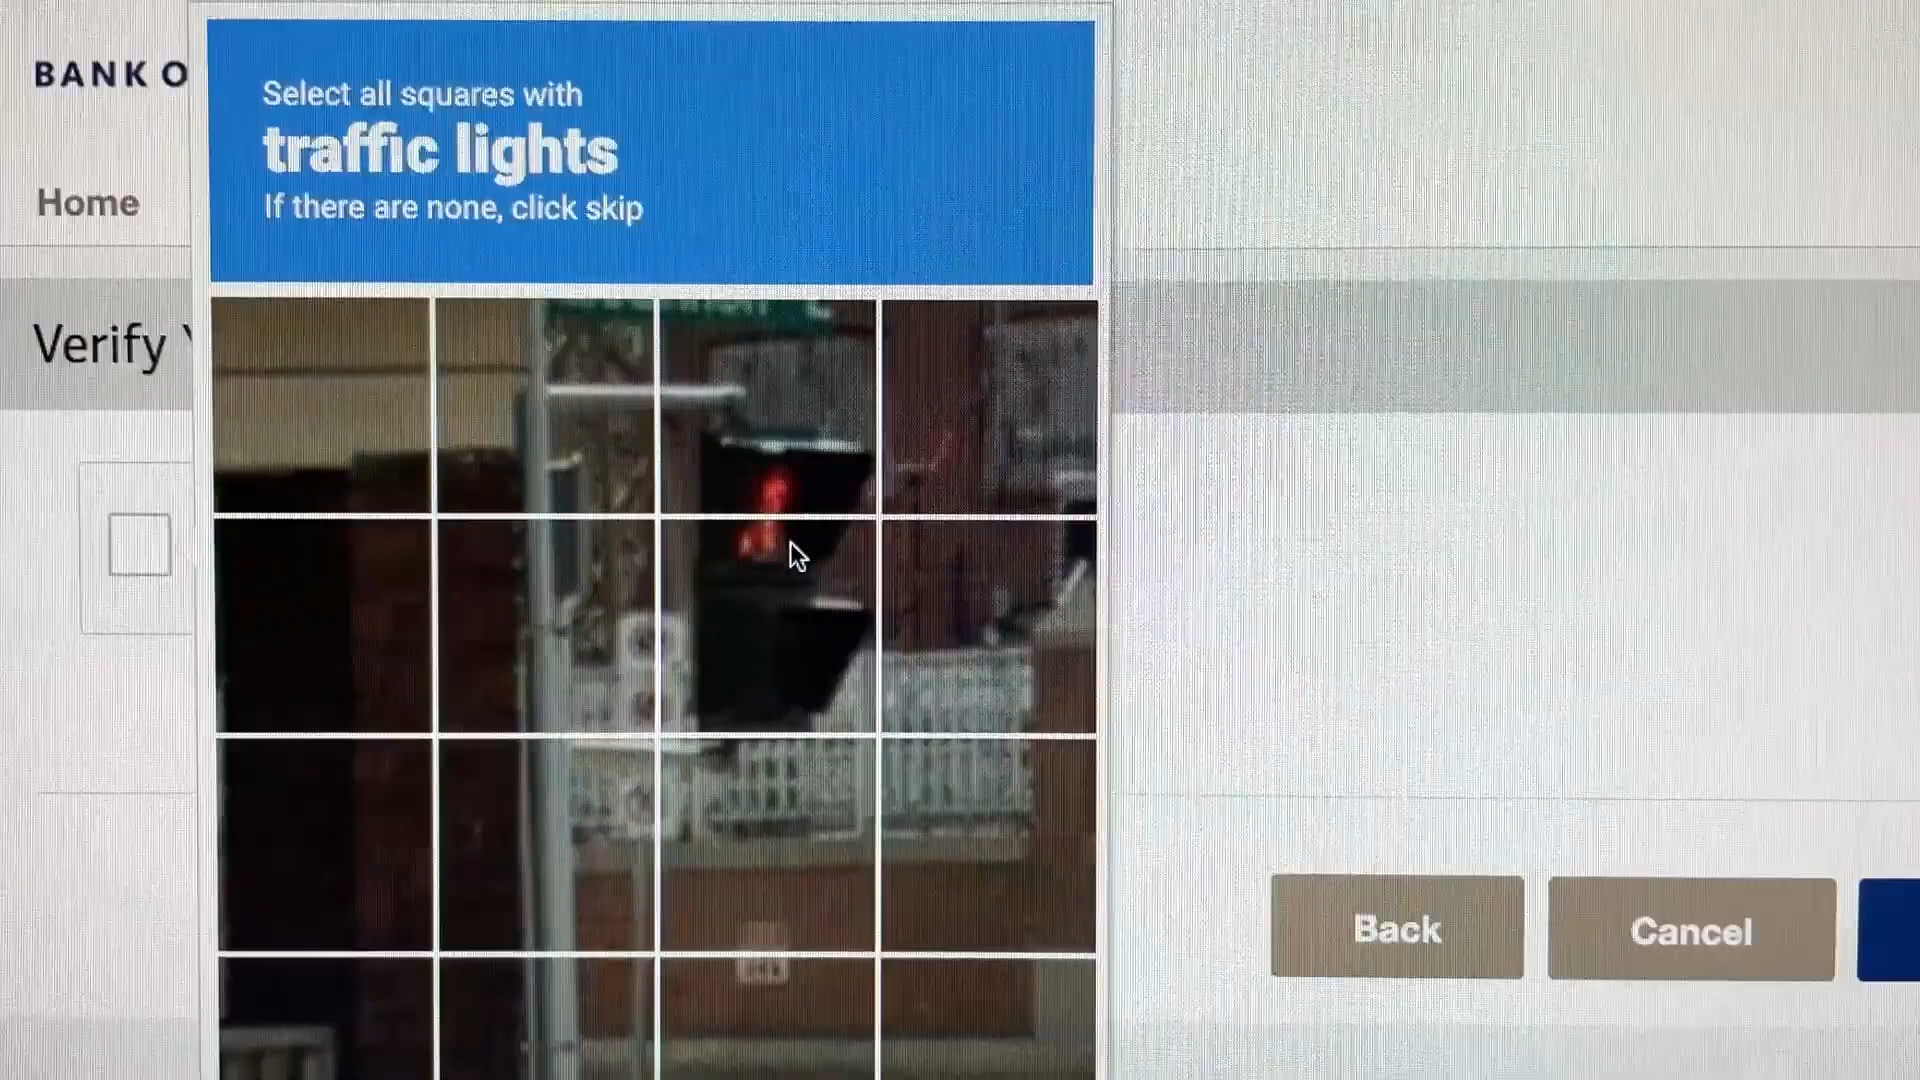 BANK O
Select all squares with
traffic lights
If there are none, click skip
Home
Verify
Back
Cancel